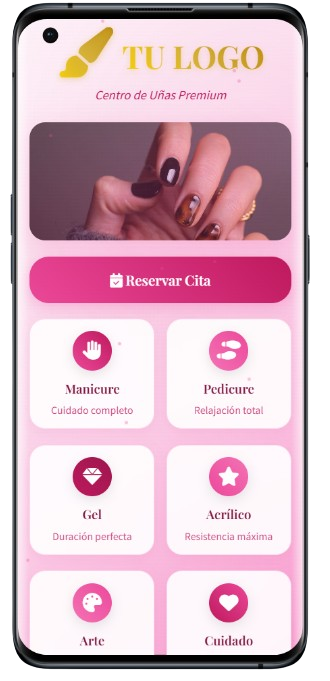 TU LOGO
Centro de Uñas Premium
Reservar Cita
Manicure
Cuidado completo
Pedicure
Relajación total
Gel
Duración perfecta
Acrílico
Resistencia máxima
Arte
Cuidado